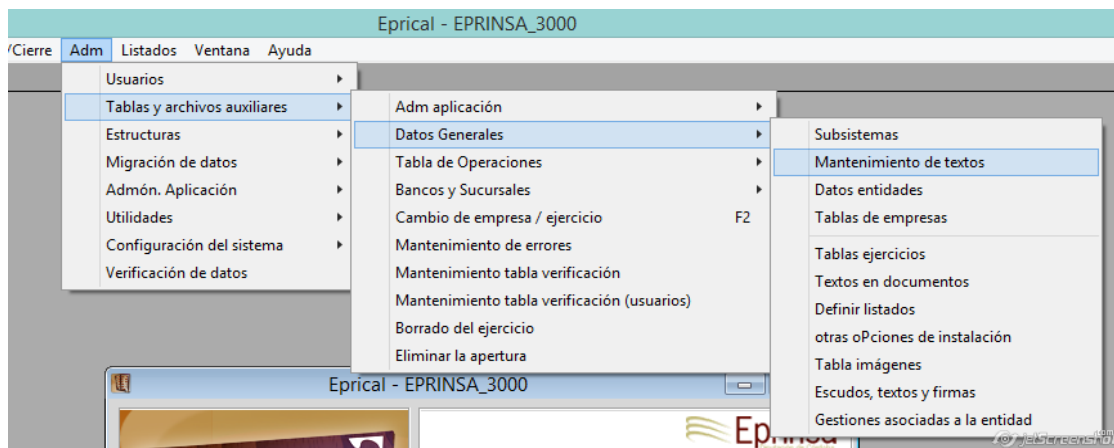 Eprical - EPRINSA_3000
/Cierre Adm Listados Ventana Ayuda
Usuarios
Tablas y archivos auxiliares
Estructuras
Migración de datos
Admón. Aplicación
Utilidades
Configuración del sistema
Verificación de datos
Adm aplicación
Datos Generales
Tabla de Operaciones
Bancos y Sucursales
Cambio de empresa / ejercicio F2
Mantenimiento de errores
Mantenimiento tabla verificación
Mantenimiento tabla verificación (usuarios)
Borrado del ejercicio
Eliminar la apertura
Subsistemas
Mantenimiento de textos
Datos entidades
Tablas de empresas
Tablas ejercicios
Textos en documentos
Definir listados
otras oPciones de instalación
Tabla imágenes
Escudos, textos y firmas
Gestiones asociadas a la entidad
Eprical - EPRINSA_3000
Eprinsa